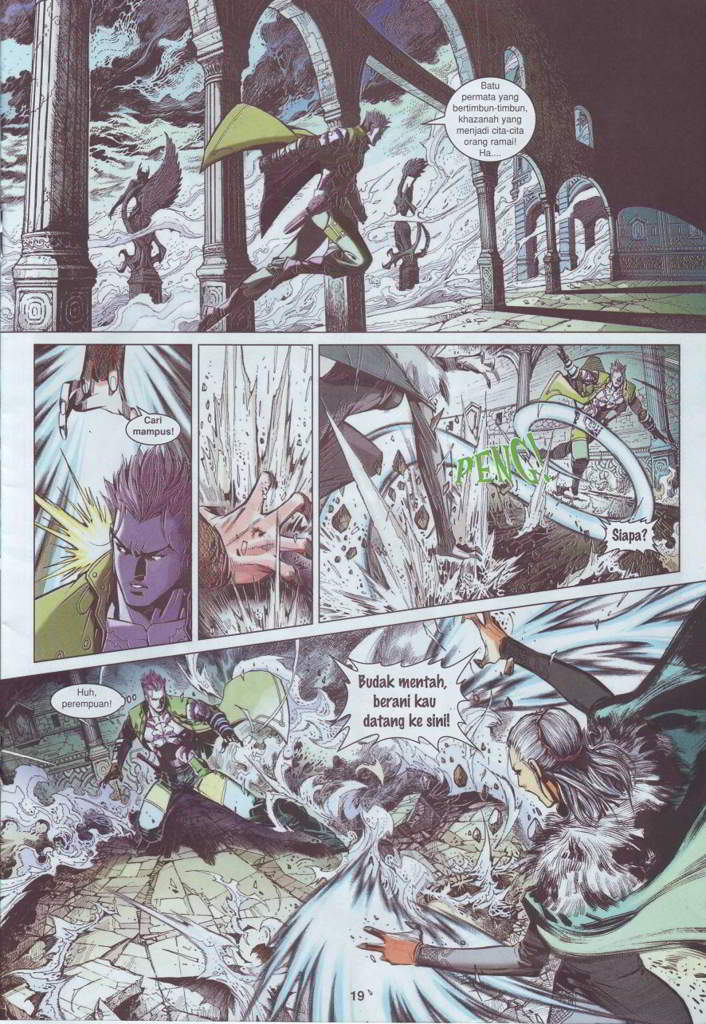 Batu
permata yang
bertimbun-timbun,
khazanah yang
menjadi cita-cita
orang ramai!
Ha....
Cari
mampus!
PENG!
Siapa?
Huh,
perempuan!
Budak mentah,
berani kau
datang ke sini!
19